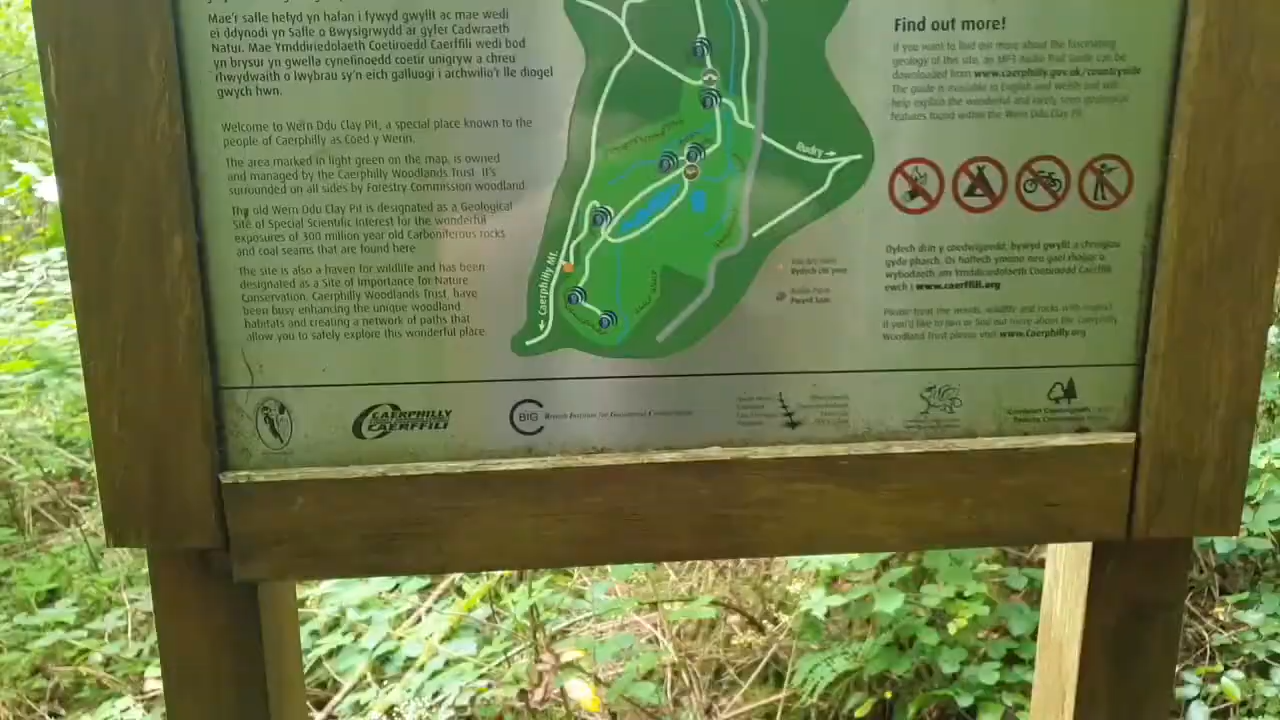 Mae'r safle hefyd yn hafan i fywyd gwyllt ac mae wedi
ei ddynodi yn Safle o Bwysigrwydd ar gyfer Cadwraeth
Natur. Mae Ymddiriedolaeth Coetiroedd Caerffili wedi bod
yn brysur yn gwella cynefinoedd coetir unigryw a chreu
rhwydwaith o lwybrau sy'n eich galluogi i archwilio'r lle diogel
gwych hwn.
Welcome to Wern Ddu Clay Pit, a special place known to the
people of Caerphilly as Coed y Werin.
The area marked in light green on the map, is owned
and managed by the Caerphilly Woodlands Trust. It's
surrounded on all sides by Forestry Commission woodland.
The old Wern Ddu Clay Pit is designated as a Geological
Site of Special Scientific Interest for the wonderful
exposures of 300 million year old Carboniferous rocks
and coal seams that are found here
The site is also a haven for wildlife and has been
designated as a Site of Importance for Nature
Conservation. Caerphilly Woodlands Trust, have
been busy enhancing the unique woodland
habitats and creating a network of paths that
allow you to safely explore this wonderful place.
Rudry
Caerphilly Mt.
You are here
Rydych chi yma
Find out more!
If you want to find out more about the fascinating
geology of this site, an MP3 Audio Trail Guide can be
downloaded from www.caerphilly.gov.uk/countryside
The guide is available in English and Welsh and will
help explain the wonderful and rarely seen geological
features found within the Wern Ddu Clay Pit.
www.caerffili.org
Please treat the woods, wildlife and rocks with respect
If you'd like to join or find out more about the Caerphilly
Woodland Trust please visit www.Caerphilly.org
CAERPHILLY
CAERFFILI
BIG